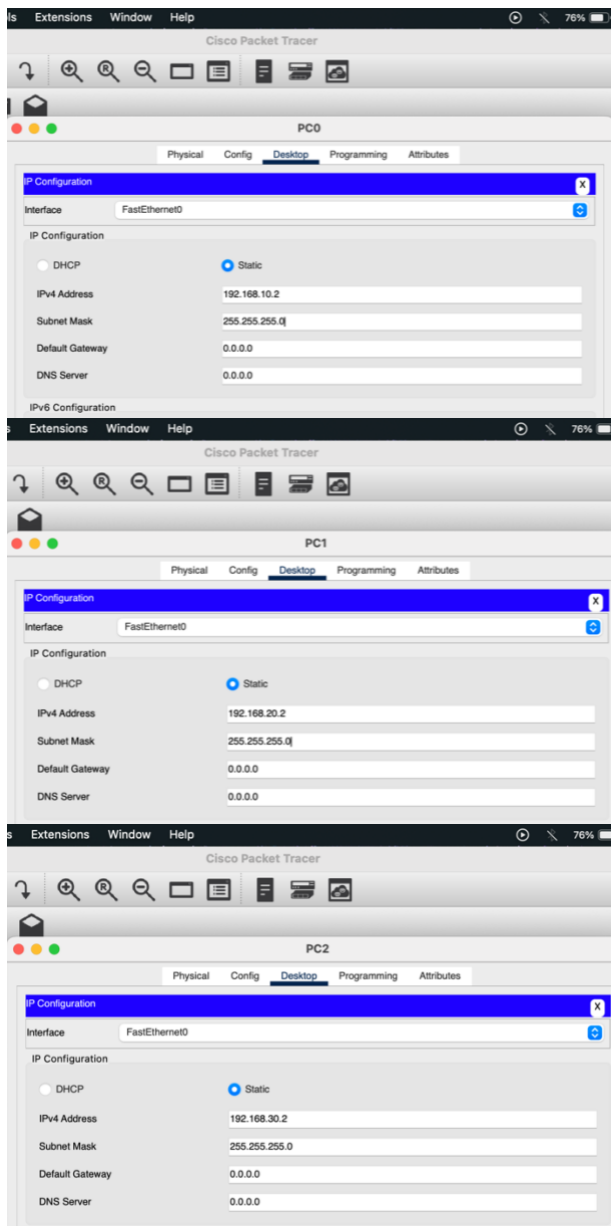 ls Extensions Window Help 76%
Cisco Packet Tracer
PC0
Physical Config Desktop Programming Attributes
IP Configuration
X
Interface FastEthernet0
IP Configuration
DHCP Static
IPv4 Address 192.168.10.2
Subnet Mask 255.255.255.0
Default Gateway 0.0.0.0
DNS Server 0.0.0.0
IPv6 Configuration
s Extensions Window Help 76%
Cisco Packet Tracer
PC1
Physical Config Desktop Programming Attributes
IP Configuration
X
Interface FastEthernet0
IP Configuration
DHCP Static
IPv4 Address 192.168.20.2
Subnet Mask 255.255.255.0
Default Gateway 0.0.0.0
DNS Server 0.0.0.0
s Extensions Window Help 76%
Cisco Packet Tracer
PC2
Physical Config Desktop Programming Attributes
IP Configuration
X
Interface FastEthernet0
IP Configuration
DHCP Static
IPv4 Address 192.168.30.2
Subnet Mask 255.255.255.0
Default Gateway 0.0.0.0
DNS Server 0.0.0.0